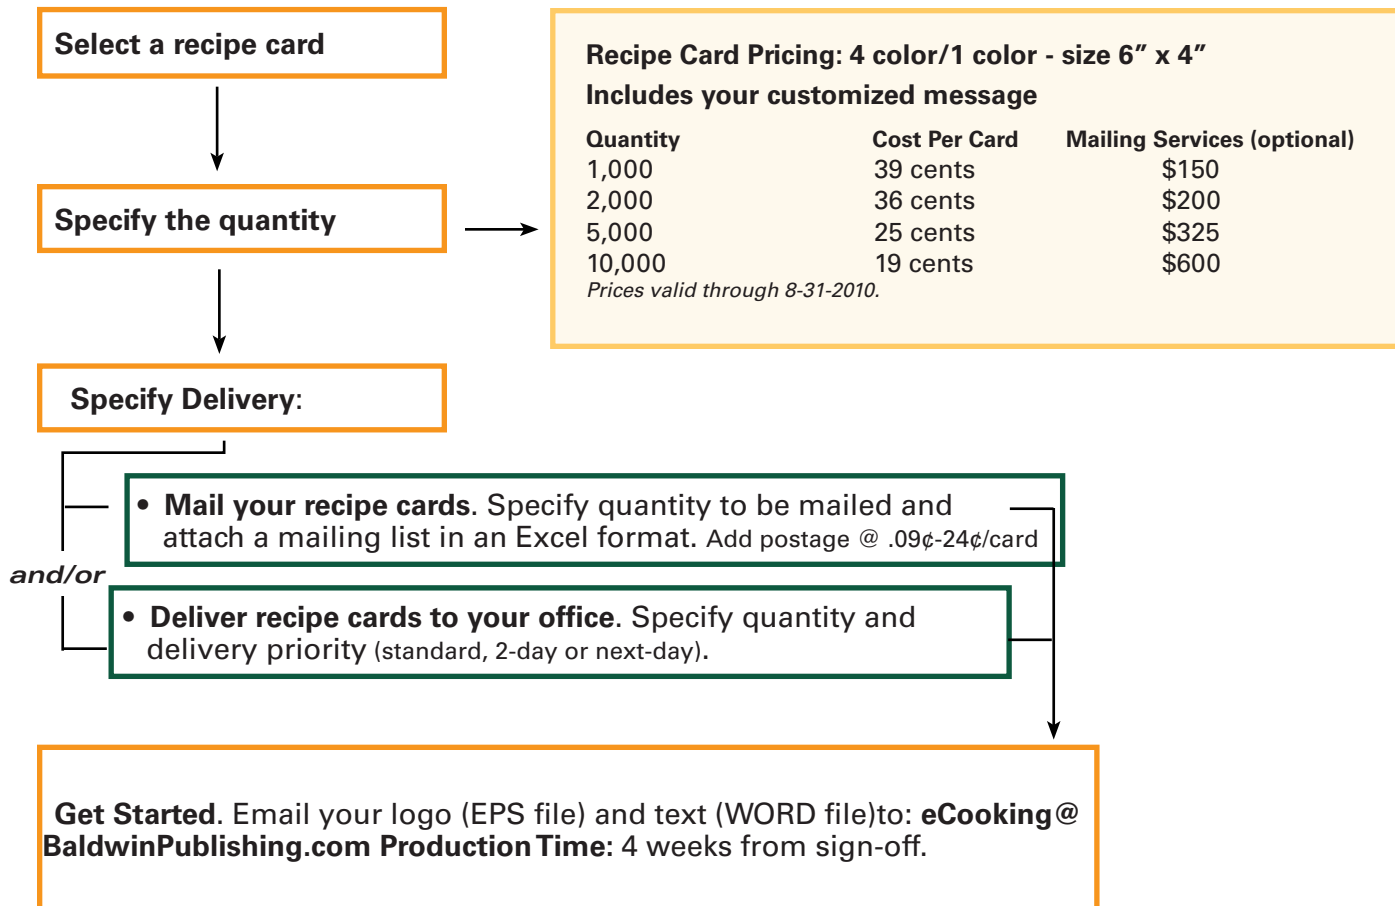 Select a recipe card
Recipe Card Pricing: 4 color/1 color - size 6″ x 4″
Includes your customized message
Quantity Cost Per Card Mailing Services (optional)
1,000 39 cents $150
2,000 36 cents $200
5,000 25 cents $325
10,000 19 cents $600
Prices valid through 8-31-2010.
Specify the quantity
Specify Delivery:
• Mail your recipe cards. Specify quantity to be mailed and
attach a mailing list in an Excel format. Add postage @ .09¢-24¢/card
and/or
• Deliver recipe cards to your office. Specify quantity and
delivery priority (standard, 2-day or next-day).
Get Started. Email your logo (EPS file) and text (WORD file)to: eCooking@
BaldwinPublishing.com Production Time: 4 weeks from sign-off.